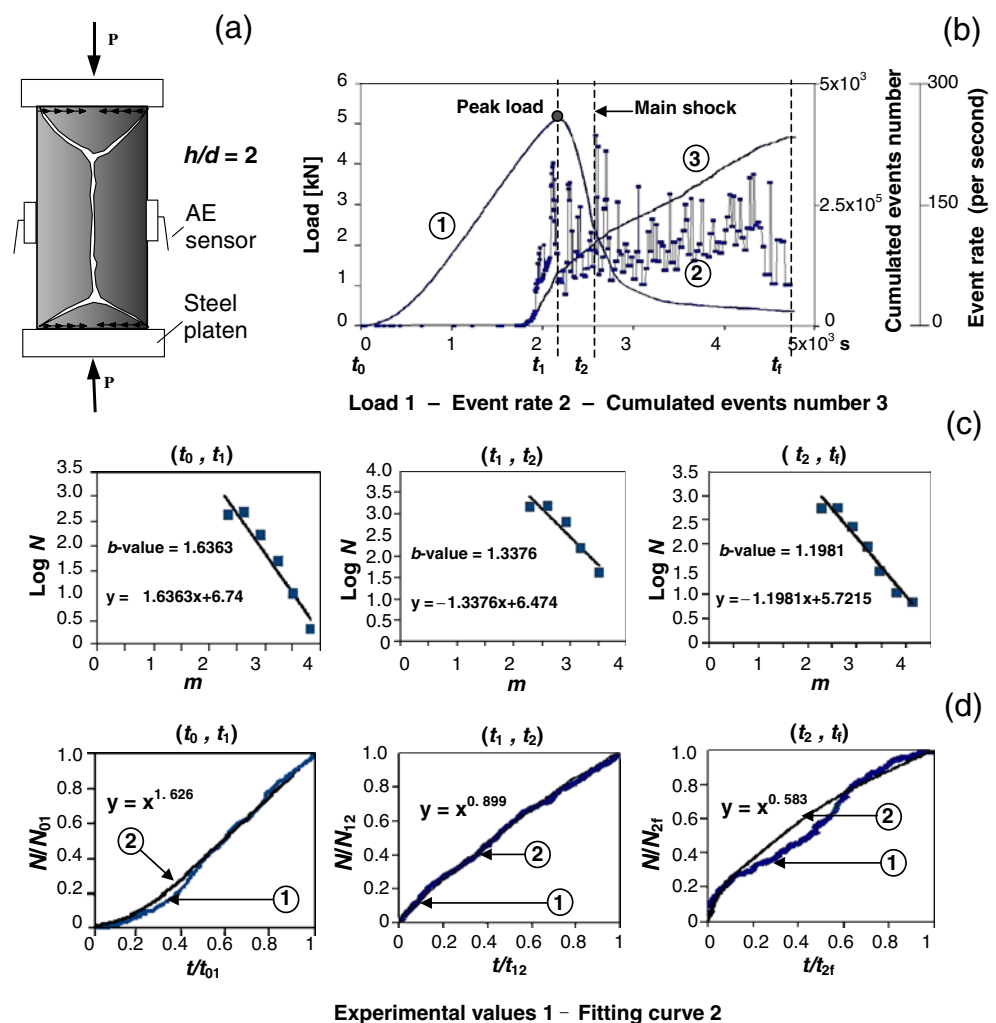 (a)
P
h/d = 2
AE
sensor
Steel
platen
P
(b)
6
5
4
3
2
1
0
Load [kN]
Peak load
Main shock
1
2
3
5x10³
2.5x10⁵
0
Cumulated events number
300
150
0
Event rate (per second)
0 1 2 3 4 5x10³ s
t0 t1 t2 tf
Load 1 – Event rate 2 – Cumulated events number 3
(c)
(t0 , t1)
3.5
3.0
2.5
2.0
1.5
1.0
0.5
0
Log N
b-value = 1.6363
y = 1.6363x+6.74
0 1 2 3 4
m
(t1 , t2)
4.0
3.5
3.0
2.5
2.0
1.5
1.0
0.5
0
Log N
b-value = 1.3376
y = –1.3376x+6.474
0 1 2 3 4
m
(t2 , tf)
3.5
3.0
2.5
2.0
1.5
1.0
0.5
0
Log N
b-value = 1.1981
y = –1.1981x+5.7215
0 1 2 3 4
m
(d)
(t0 , t1)
1.0
0.8
0.6
0.4
0.2
0
N/N01
y = x^1.626
2
1
0 0.2 0.4 0.6 0.8 1
t/t01
(t1 , t2)
1.0
0.8
0.6
0.4
0.2
0
N/N12
y = x^0.899
2
1
0 0.2 0.4 0.6 0.8 1
t/t12
(t2 , tf)
1.0
0.8
0.6
0.4
0.2
0
N/N2f
y = x^0.583
2
1
0 0.2 0.4 0.6 0.8 1
t/t2f
Experimental values 1 – Fitting curve 2